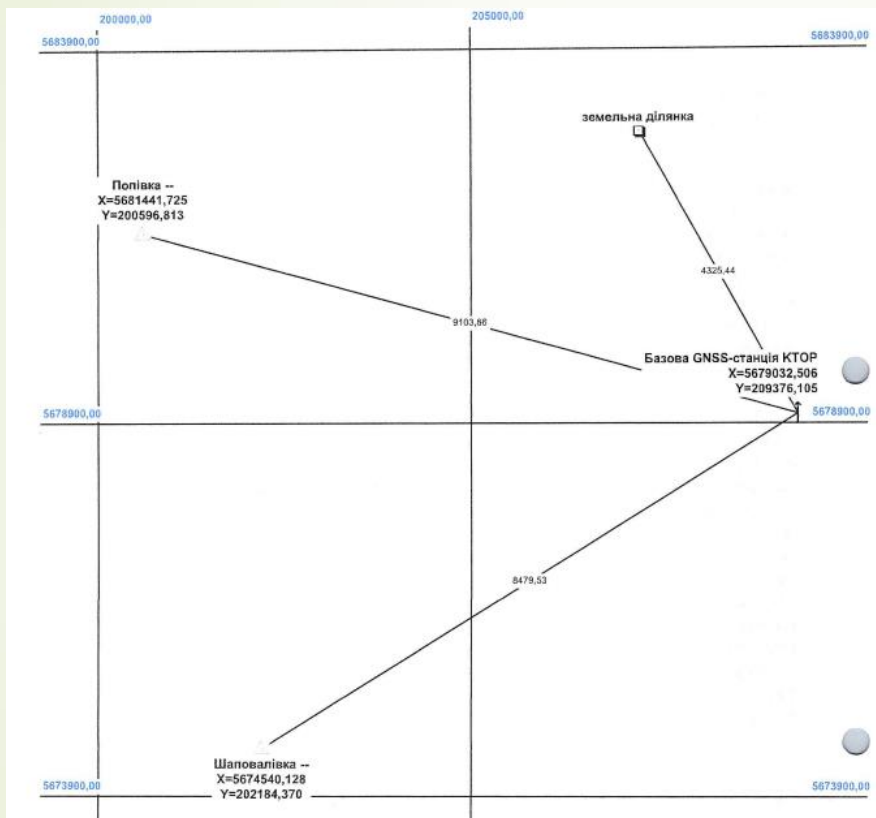 200000,00
205000,00
5683900,00
5683900,00
земельна ділянка
Попівка --
X=5681441,725
Y=200596,813
4325,44
9103,86
Базова GNSS-станція КТОР
X=5679032,506
Y=209376,105
5678900,00
5678900,00
8479,53
Шаповалівка --
X=5674540,128
Y=202184,370
5673900,00
5673900,00